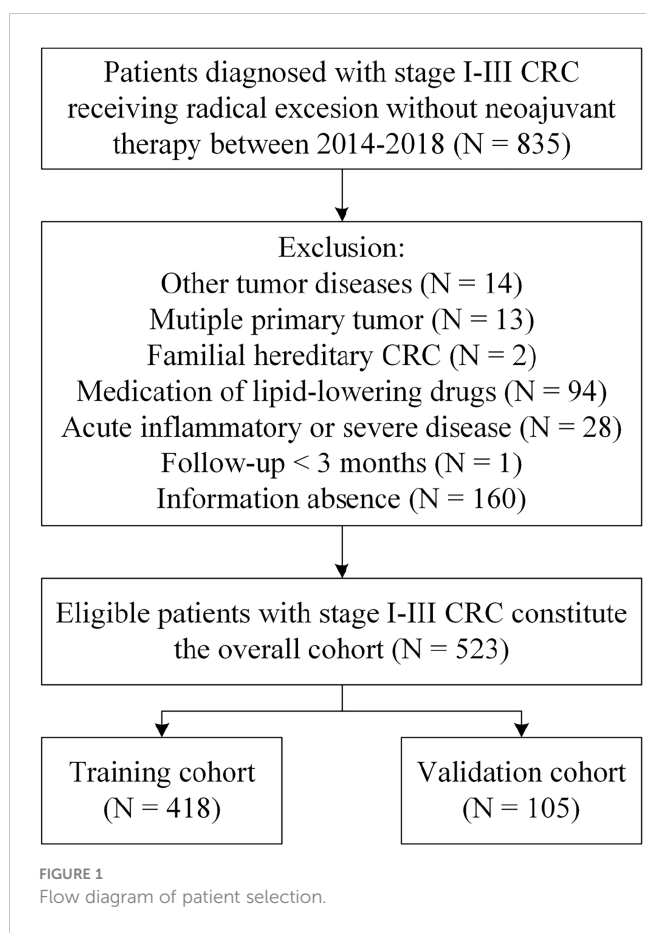 Patients diagnosed with stage I-III CRC
receiving radical excesion without neoajuvant
therapy between 2014-2018 (N = 835)
Exclusion:
Other tumor diseases (N = 14)
Mutiple primary tumor (N = 13)
Familial hereditary CRC (N = 2)
Medication of lipid-lowering drugs (N = 94)
Acute inflammatory or severe disease (N = 28)
Follow-up < 3 months (N = 1)
Information absence (N = 160)
Eligible patients with stage I-III CRC constitute
the overall cohort (N = 523)
Training cohort
(N = 418)
Validation cohort
(N = 105)
FIGURE 1
Flow diagram of patient selection.